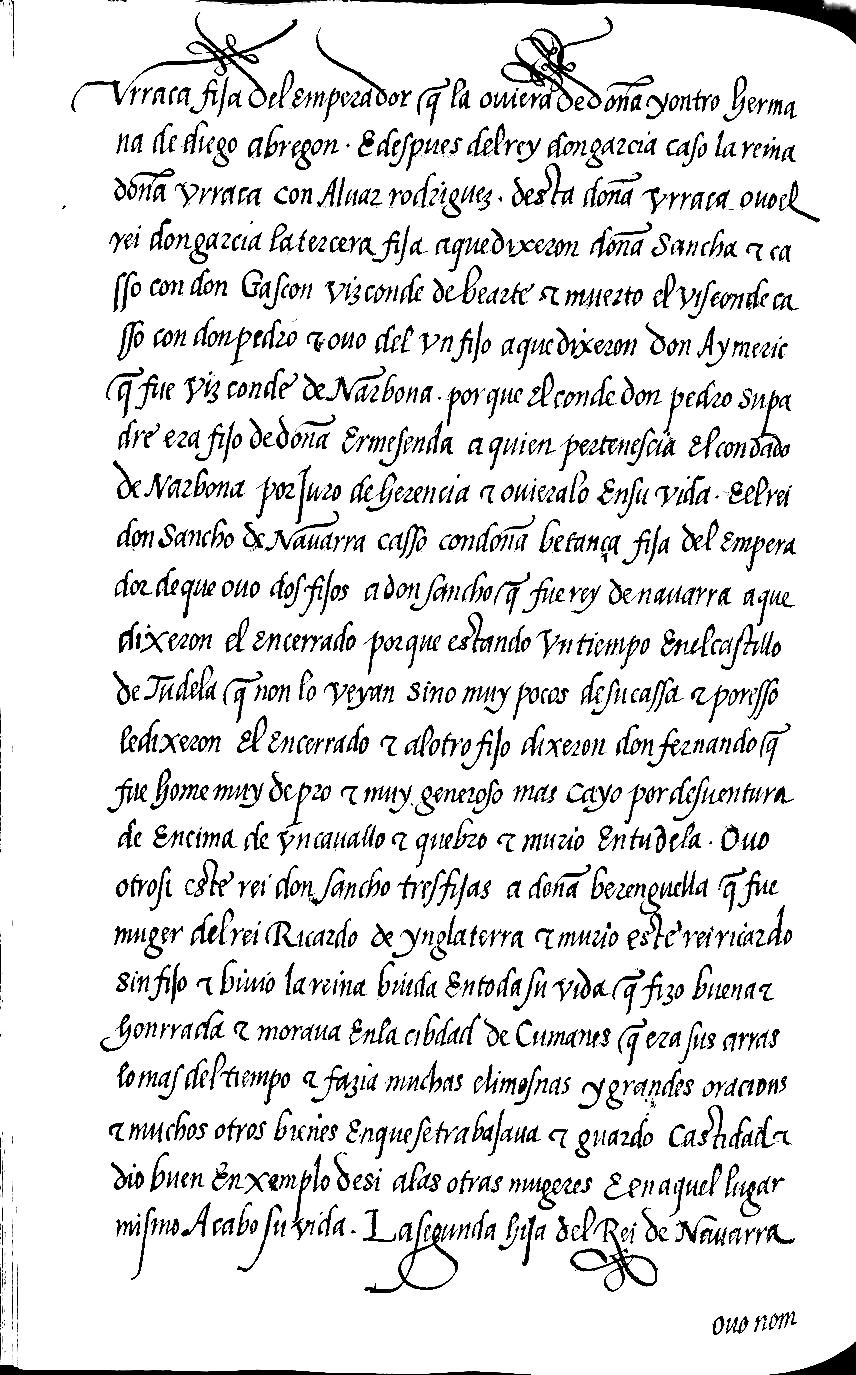 Vrraca fija del emperador q̃ la ouiera de doña yontro herma
na de diego abregon · E despues del rey don garcia caso la reina
doña vrraca con Aluar rodriguez · desta doña vrraca ouo el
rei don garcia la tercera fija aque dixeron doña Sancha τ ca
sso con don Gascon vizconde de bearte τ muerto el visconde ca
sso con don pedro τ ouo del vn fijo aque dixeron don Aymeric
q̃ fue vizconde de Narbona · porque El conde don pedro su pa
dre era fijo de doña Ermesenda a quien pertenescia El condado
de Narbona por Juro de herencia τ ouieralo En su vida · E el rei
don Sancho de Nauarra casso con doña betança fija del Empera
dor de que ouo dos fijos a don sancho q̃ fue rey de nauarra a que
dixeron el Encerrado porque estando vn tiempo En el castillo
de Tudela q̃ non lo veyan sino muy pocos de su cassa τ por esso
le dixeron El Encerrado τ al otro fijo dixeron don fernando q̃
fue home muy de pro τ muy generoso mas cayo por desuentura
de Encima de vn cauallo τ quebro τ murio En tudela · Ouo
otrosi este rei don sancho tres fijas a doña berenguella q̃ fue
muger del rei Ricardo de ynglaterra τ murio este rei ricardo
sin fijo τ biuio la reina biuda En toda su vida q̃ fizo buena τ
honrrada τ moraua En la cibdad de Cumanes q̃ era sus arras
lo mas del tiempo τ fazia muchas elimosnas y grandes oracions
τ muchos otros bienes En que se trabajaua τ guardo Castidad τ
dio buen Enxemplo de si a las otras mugeres E en aquel lugar
mismo Acabo su vida · La segunda hija del Rei de Nauarra
ouo nom